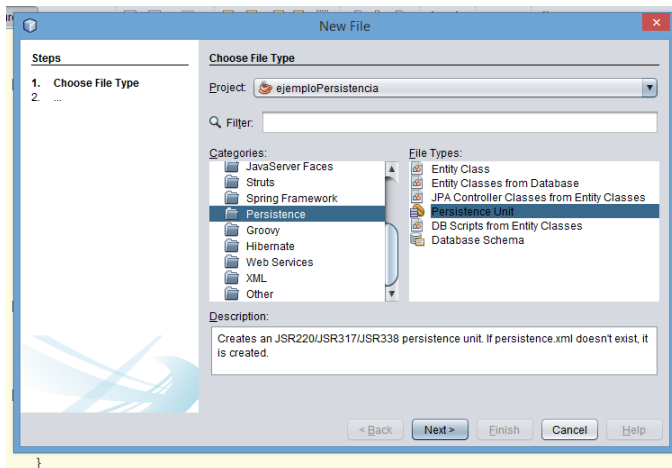 New File
Steps
1. Choose File Type
2. ...
Choose File Type
Project: ejemploPersistencia
Filter:
Categories:
JavaServer Faces
Struts
Spring Framework
Persistence
Groovy
Hibernate
Web Services
XML
Other
File Types:
Entity Class
Entity Classes from Database
JPA Controller Classes from Entity Classes
Persistence Unit
DB Scripts from Entity Classes
Database Schema
Description:
Creates an JSR220/JSR317/JSR338 persistence unit. If persistence.xml doesn't exist, it
is created.
< Back Next > Finish Cancel Help
}